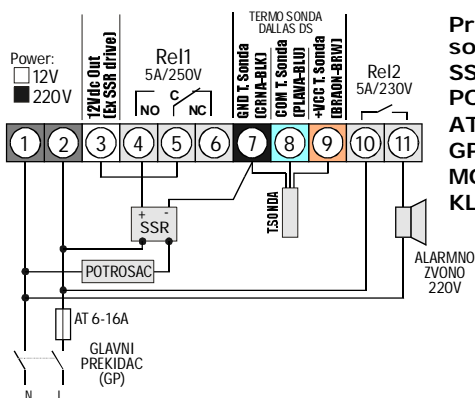 TERMO SONDA
DALLAS DS
Power:
12V
220V
12Vdc Out
(Ex SSR drive)
Rel1
5A/250V
C
NO
NC
GND T. Sonda
(CRNA-BLK)
COM T. Sonda
(PLAVA-BLU)
+VCC T. Sonda
(BRAON-BRW)
Rel2
5A/230V
1 2 3 4 5 6 7 8 9 10 11
+ -
SSR
T.SONDA
POTROSAC
ALARMNO
ZVONO
220V
AT 6-16A
GLAVNI
PREKIDAC
(GP)
N L
Pr
so
SS
PO
AT
GP
MO
KL